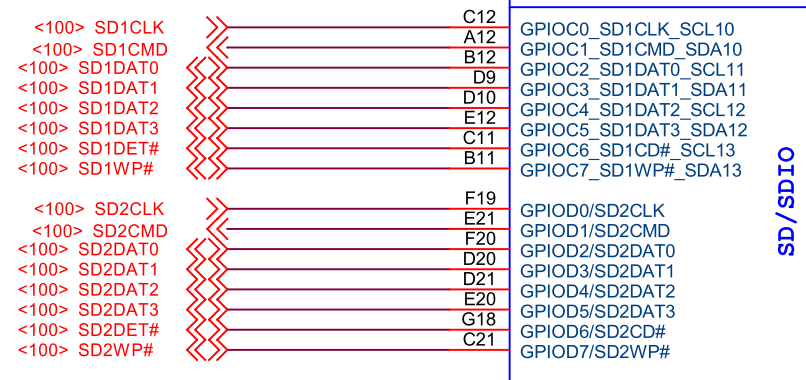 <100> SD1CLK C12 GPIOC0_SD1CLK_SCL10
<100> SD1CMD A12 GPIOC1_SD1CMD_SDA10
<100> SD1DAT0 B12 GPIOC2_SD1DAT0_SCL11
<100> SD1DAT1 D9 GPIOC3_SD1DAT1_SDA11
<100> SD1DAT2 D10 GPIOC4_SD1DAT2_SCL12
<100> SD1DAT3 E12 GPIOC5_SD1DAT3_SDA12
<100> SD1DET# C11 GPIOC6_SD1CD#_SCL13
<100> SD1WP# B11 GPIOC7_SD1WP#_SDA13
<100> SD2CLK F19 GPIOD0/SD2CLK
<100> SD2CMD E21 GPIOD1/SD2CMD
<100> SD2DAT0 F20 GPIOD2/SD2DAT0
<100> SD2DAT1 D20 GPIOD3/SD2DAT1
<100> SD2DAT2 D21 GPIOD4/SD2DAT2
<100> SD2DAT3 E20 GPIOD5/SD2DAT3
<100> SD2DET# G18 GPIOD6/SD2CD#
<100> SD2WP# C21 GPIOD7/SD2WP#
SD/SDIO